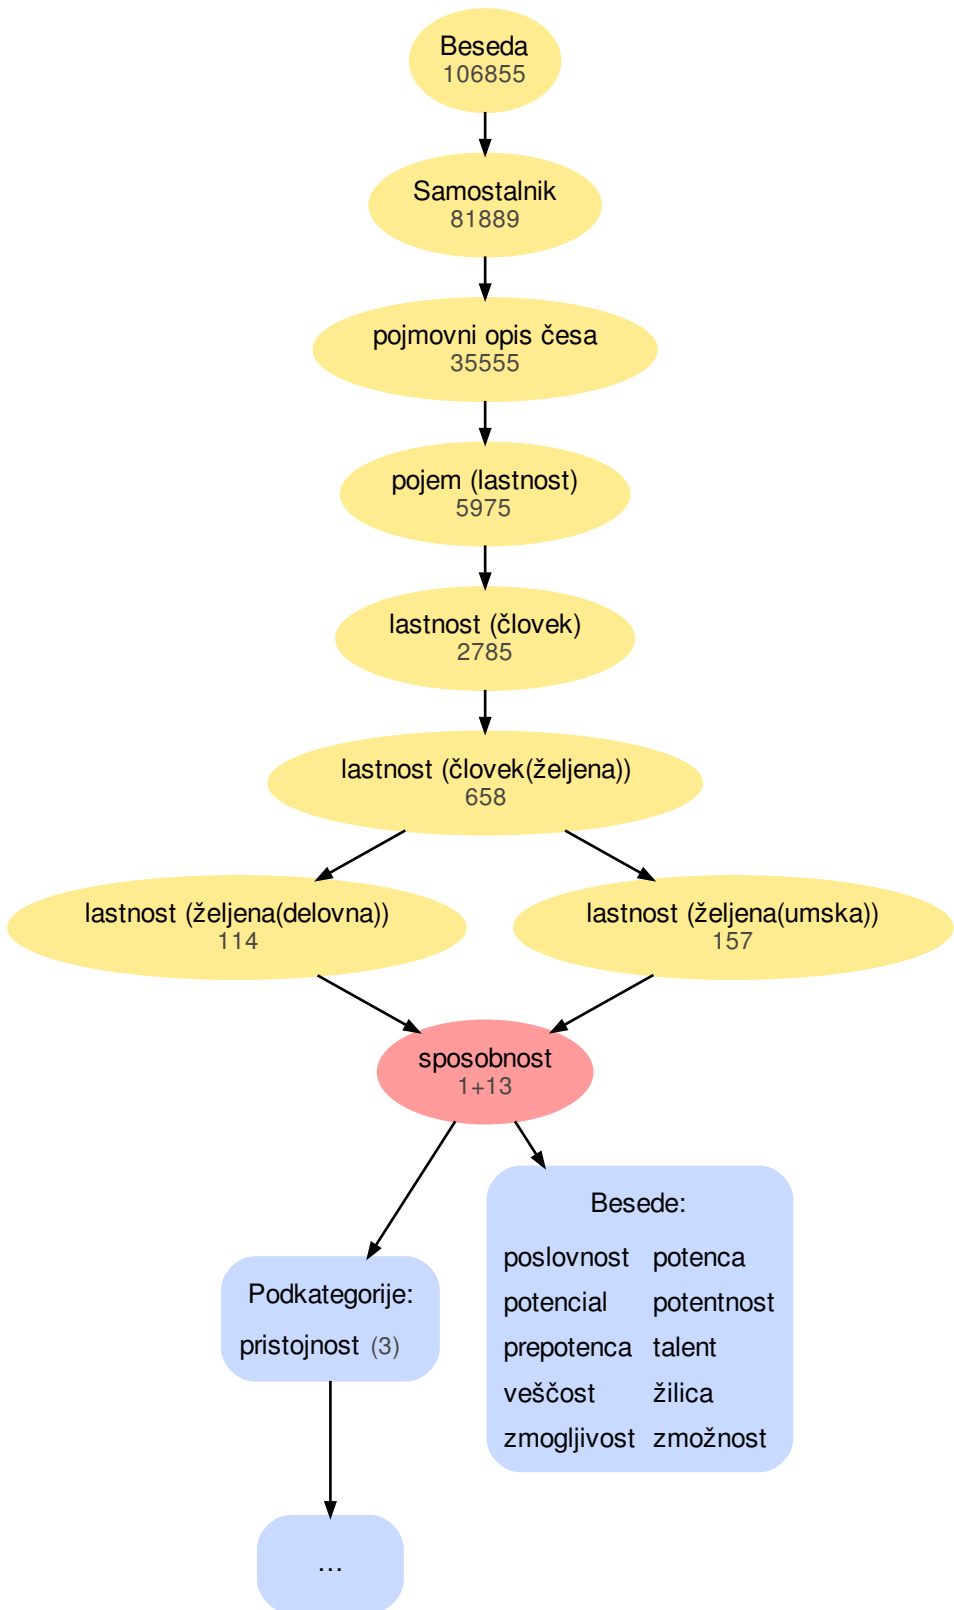 Beseda
106855
Samostalnik
81889
pojmovni opis česa
35555
pojem (lastnost)
5975
lastnost (človek)
2785
lastnost (človek(željena))
658
lastnost (željena(delovna))
114
lastnost (željena(umska))
157
sposobnost
1+13
Besede:
poslovnost potenca
potencial potentnost
prepotenca talent
veščost žilica
zmogljivost zmožnost
Podkategorije:
pristojnost (3)
...